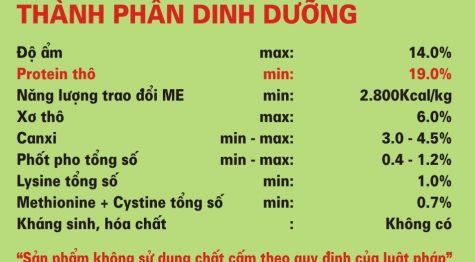 THÀNH PHẦN DINH DƯỠNG
Độ ẩm max: 14.0%
Protein thô min: 19.0%
Năng lượng trao đổi ME min: 2.800Kcal/kg
Xơ thô max: 6.0%
Canxi min - max: 3.0 - 4.5%
Phốt pho tổng số min - max: 0.4 - 1.2%
Lysine tổng số min: 1.0%
Methionine + Cystine tổng số min: 0.7%
Kháng sinh, hóa chất : Không có
"Sản phẩm không sử dụng chất cấm theo quy định của luật pháp"